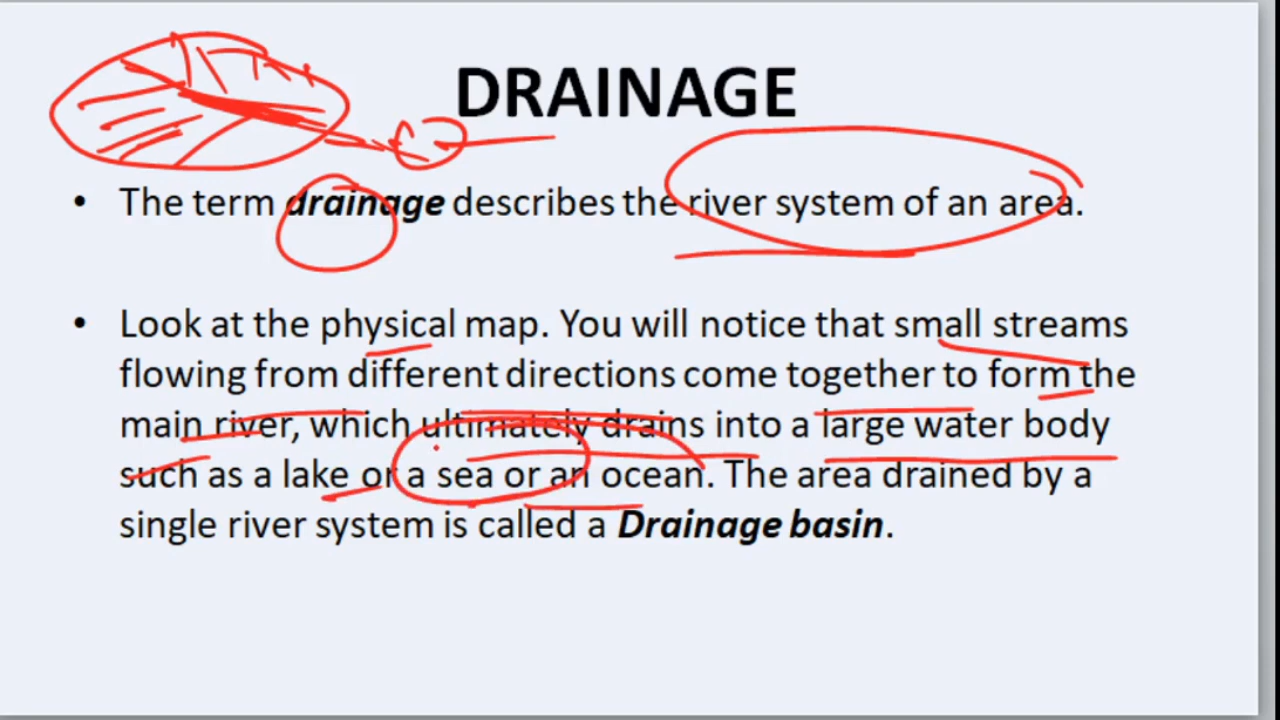 DRAINAGE
• The term drainage describes the river system of an area.
• Look at the physical map. You will notice that small streams
flowing from different directions come together to form the
main river, which ultimately drains into a large water body
such as a lake or a sea or an ocean. The area drained by a
single river system is called a Drainage basin.